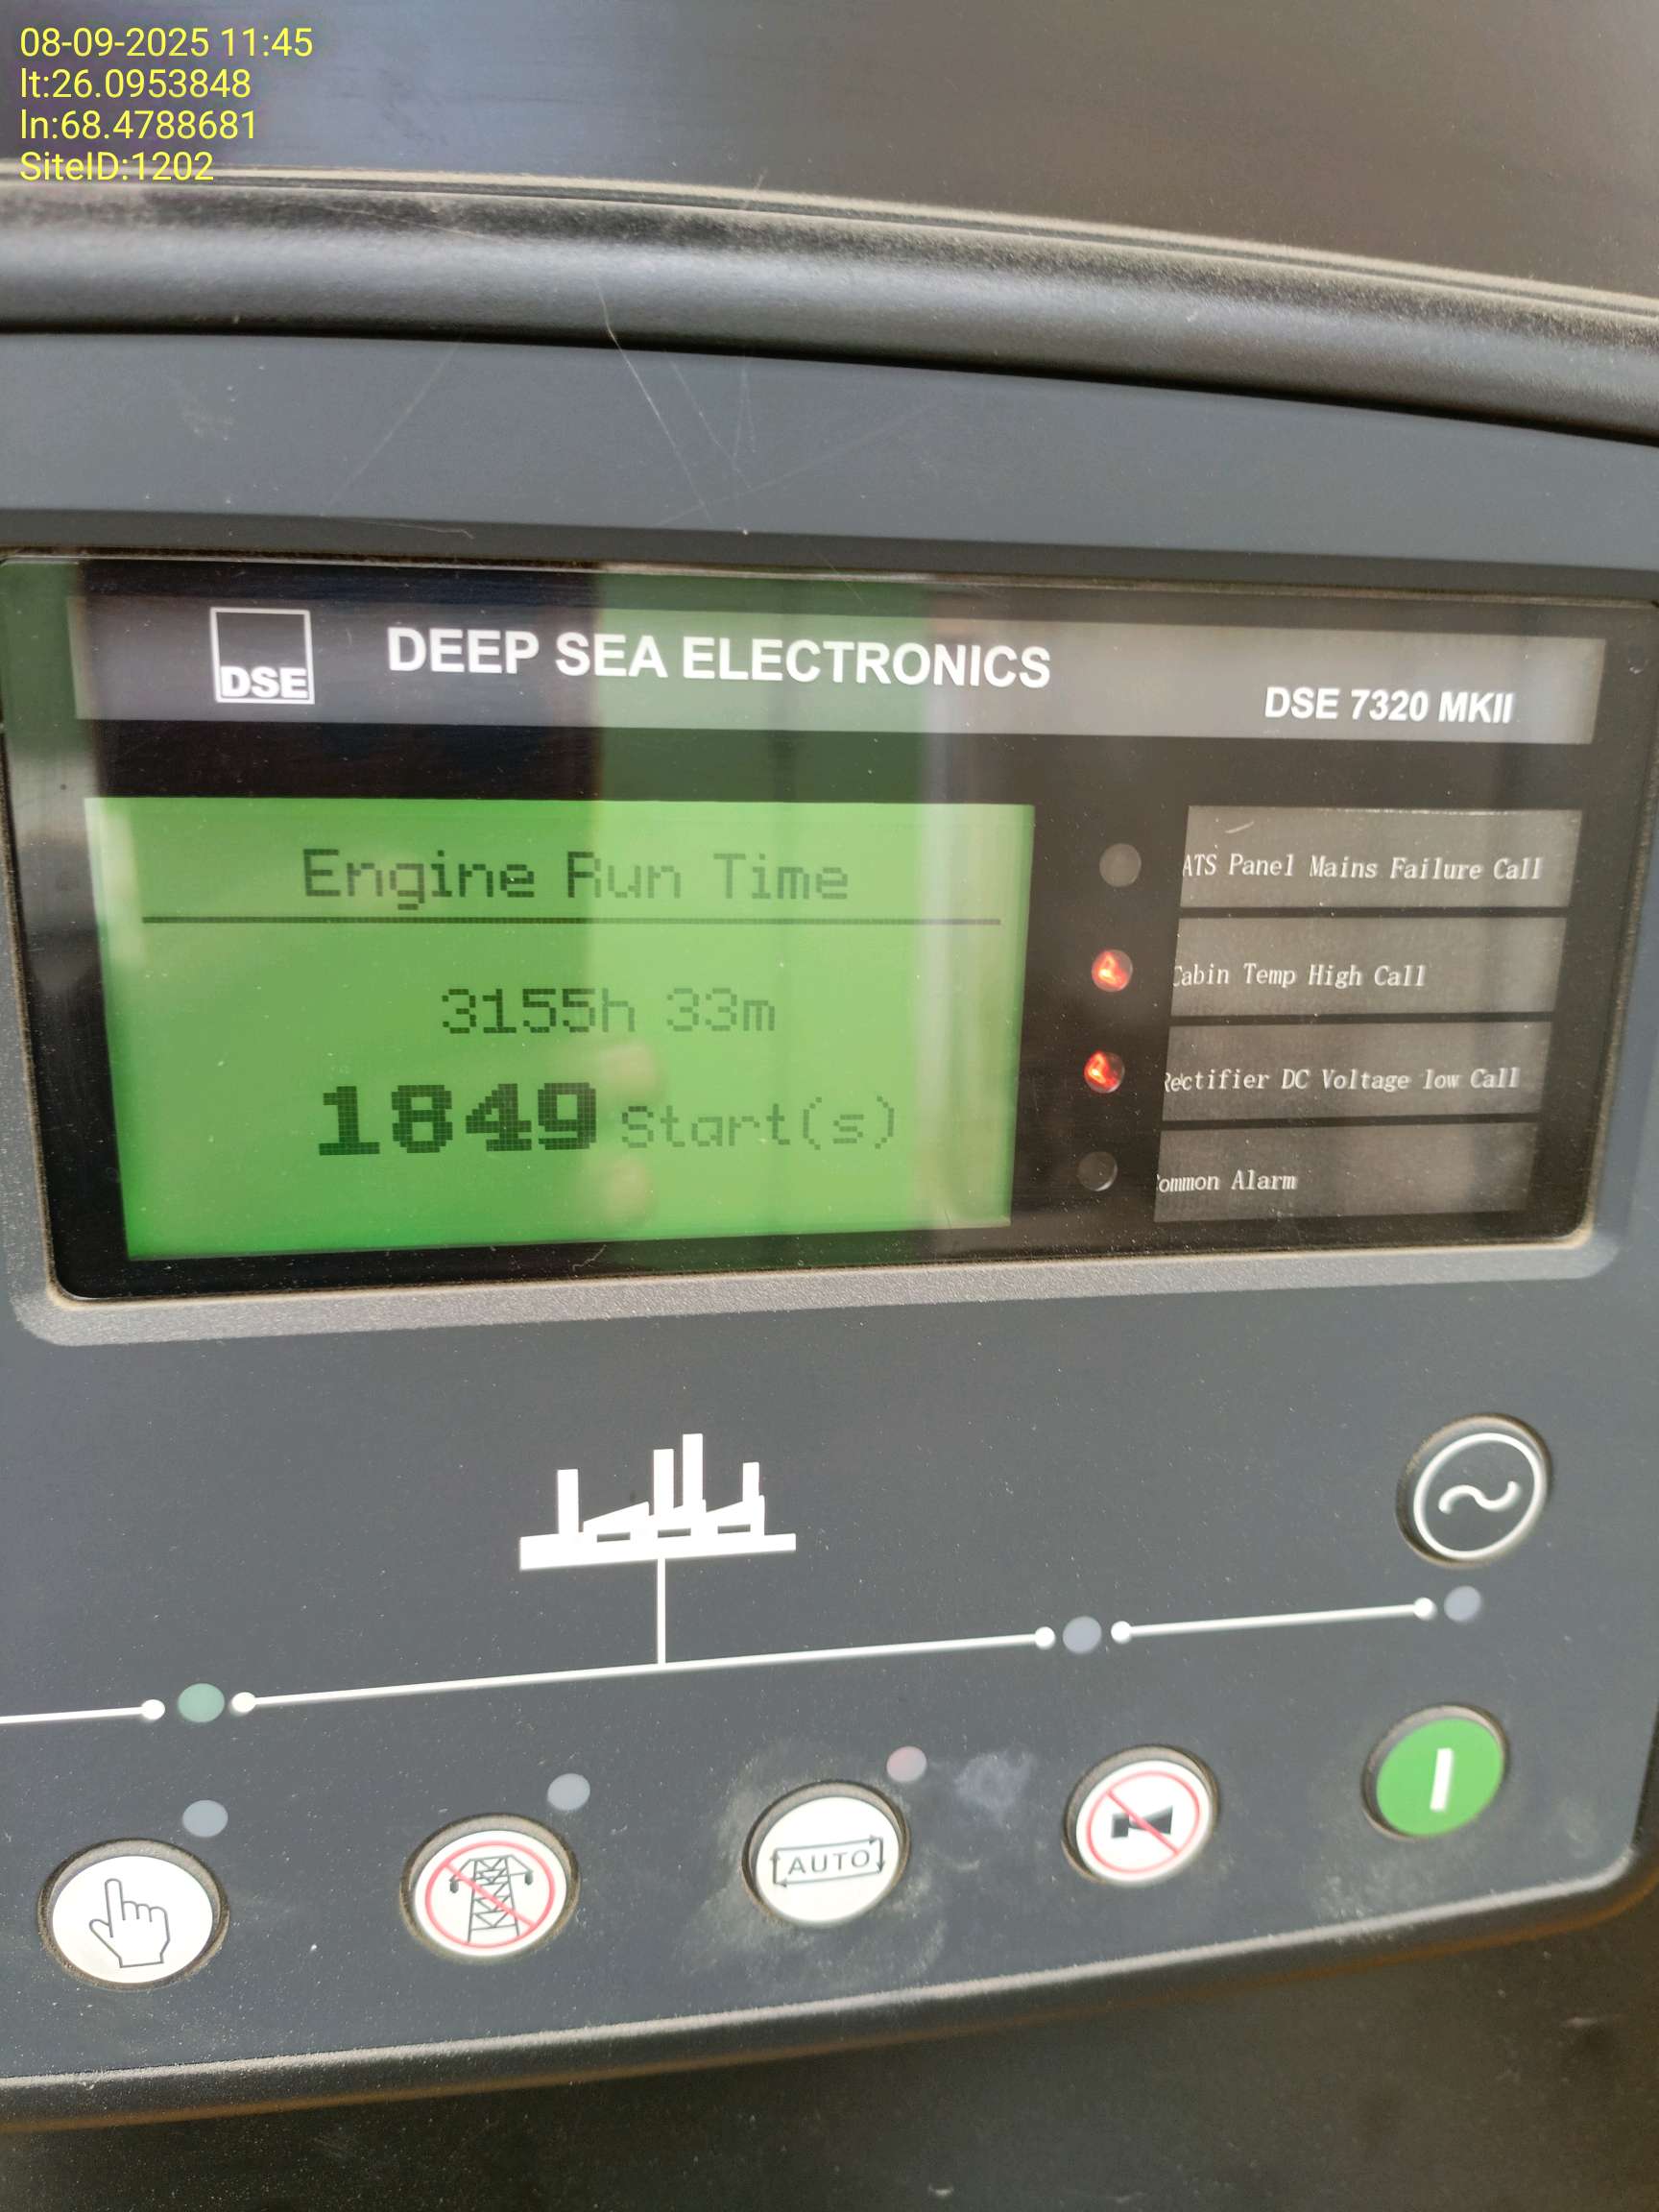 08-09-2025 11:45
lt:26.0953848
ln:68.4788681
SiteID:1202
DSE
DEEP SEA ELECTRONICS
DSE 7320 MKII
Engine Run Time
3155h 33m
1849 Start(s)
ATS Panel Mains Failure Call
Cabin Temp High Call
Rectifier DC Voltage low Call
Common Alarm
AUTO